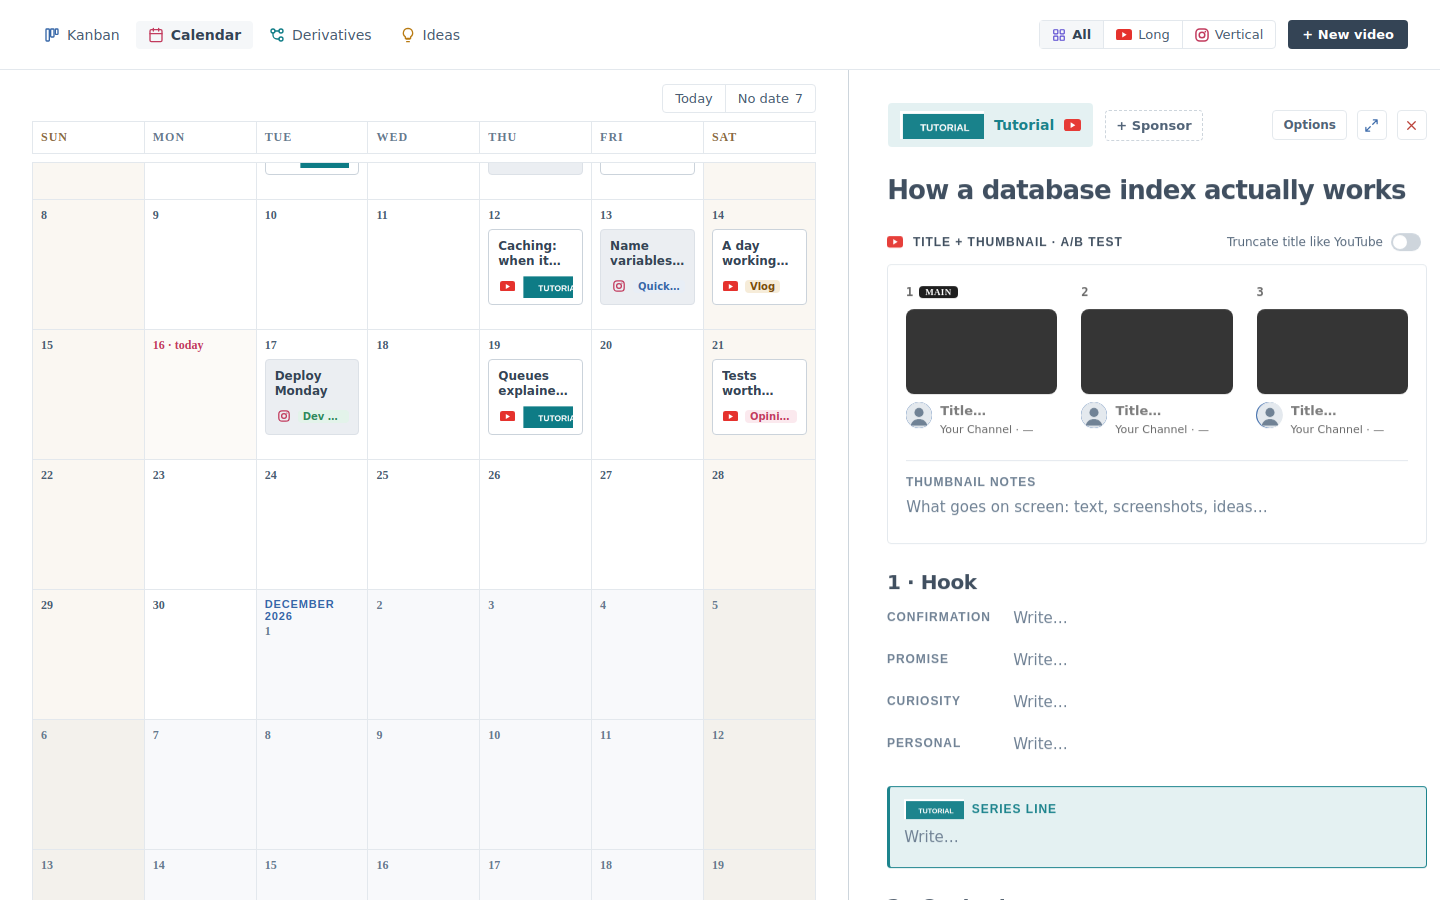 Kanban
Calendar
Derivatives
Ideas
All
Long
Vertical
+ New video
Today
No date 7
SUN
MON
TUE
WED
THU
FRI
SAT
8
9
10
11
12
Caching:
when it…
TUTORIA
13
Name
variables…
Quick…
14
A day
working…
Vlog
15
16 · today
17
Deploy
Monday
Dev …
18
19
Queues
explaine…
TUTORIA
20
21
Tests
worth…
Opini…
22
23
24
25
26
27
28
29
30
DECEMBER
2026
1
2
3
4
5
6
7
8
9
10
11
12
13
14
15
16
17
18
19
TUTORIAL
Tutorial
+ Sponsor
Options
How a database index actually works
TITLE + THUMBNAIL · A/B TEST
Truncate title like YouTube
1 MAIN
2
3
Title…
Your Channel · —
Title…
Your Channel · —
Title…
Your Channel · —
THUMBNAIL NOTES
What goes on screen: text, screenshots, ideas…
1 · Hook
CONFIRMATION
Write…
PROMISE
Write…
CURIOSITY
Write…
PERSONAL
Write…
TUTORIAL
SERIES LINE
Write…